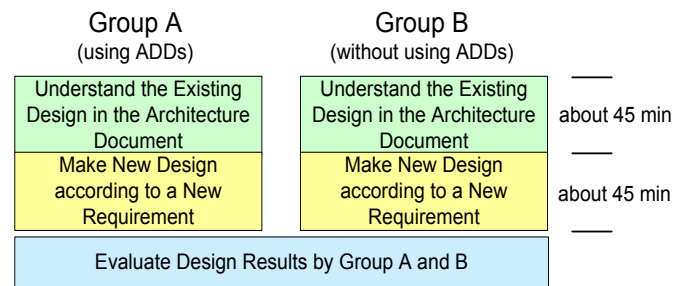 Group A
(using ADDs)
Group B
(without using ADDs)
Understand the Existing
Design in the Architecture
Document
Understand the Existing
Design in the Architecture
Document
about 45 min
Make New Design
according to a New
Requirement
Make New Design
according to a New
Requirement
about 45 min
Evaluate Design Results by Group A and B